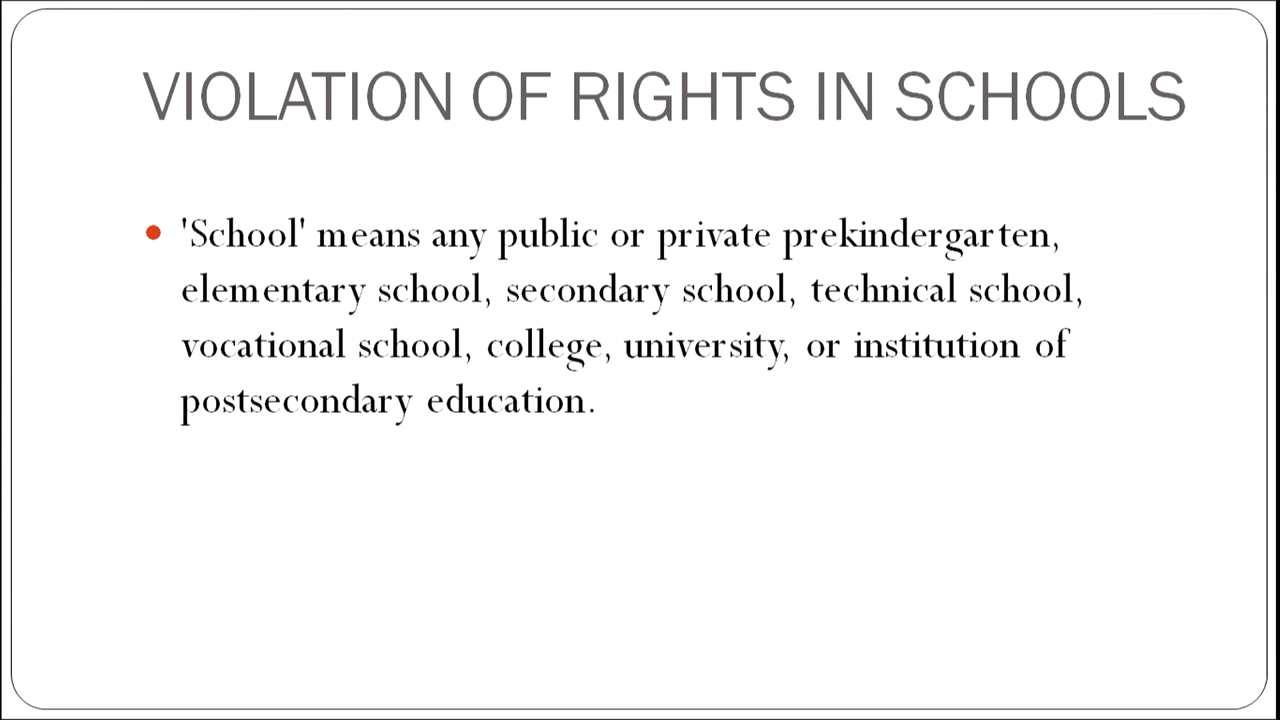 VIOLATION OF RIGHTS IN SCHOOLS
'School' means any public or private prekindergarten,
elementary school, secondary school, technical school,
vocational school, college, university, or institution of
postsecondary education.